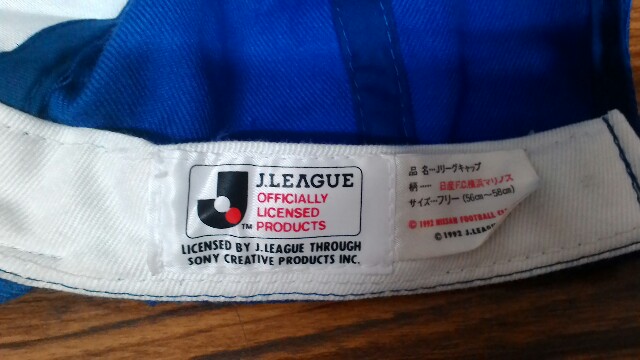 J.LEAGUE
OFFICIALLY
LICENSED
™ PRODUCTS
LICENSED BY J.LEAGUE THROUGH
SONY CREATIVE PRODUCTS INC.
品 名…Jリーグキャップ
柄……日産F.C.横浜マリノス
サイズ…フリー(56cm~58cm)
© 1992 NISSAN FOOTBALL
© 1992 J.LEAGUE